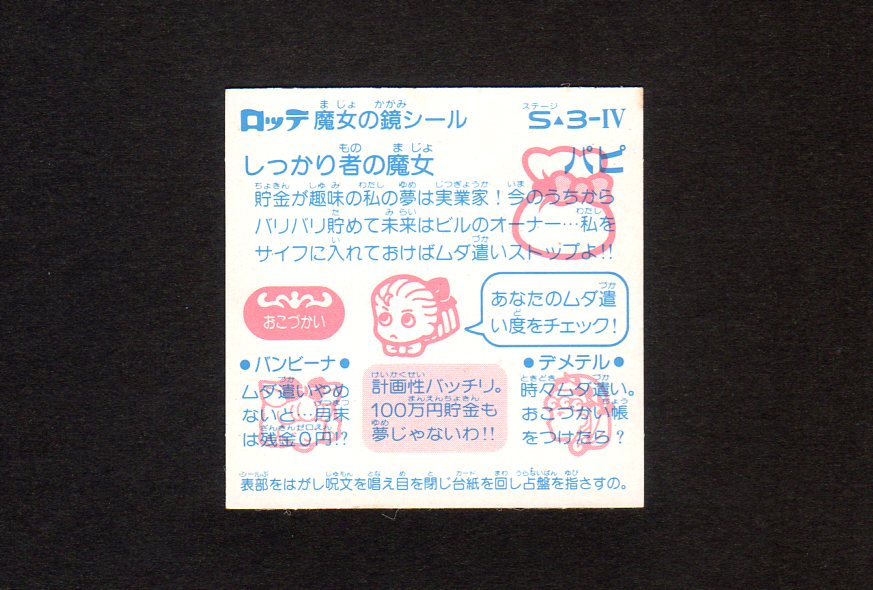 ロッテ 魔女の鏡シール ステージ S▲3-IV
しっかり者の魔女 パピ
貯金が趣味の私の夢は実業家！今のうちから
バリバリ貯めて未来はビルのオーナー…私を
サイフに入れておけばムダ遣いストップよ!!
おこづかい
あなたのムダ遣
い度をチェック！
●バンビーナ●
ムダ遣いやめ
ないと…月末
は残金0円!?
計画性バッチリ。
100万円貯金も
夢じゃないわ!!
●デメテル●
時々ムダ遣い。
おこづかい帳
をつけたら？
表部をはがし呪文を唱え目を閉じ台紙を回し占盤を指さすの。